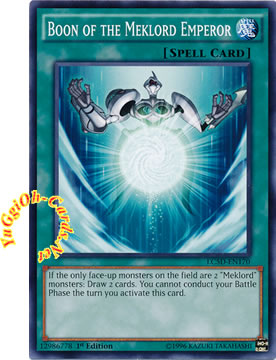 BOON OF THE MEKLORD EMPEROR
[SPELL CARD]
YuGgiOh-Cards.Net
LC5D-EN170
If the only face-up monsters on the field are 2 "Meklord"
monsters: Draw 2 cards. You cannot conduct your Battle
Phase the turn you activate this card.
12986778 1st Edition ©1996 KAZUKI TAKAHASHI